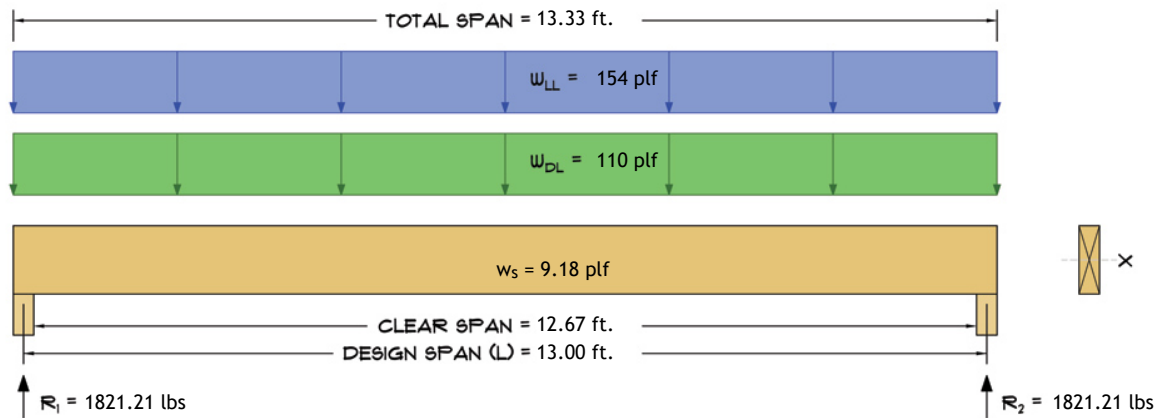 TOTAL SPAN = 13.33 ft.
WLL = 154 plf
WDL = 110 plf
ws = 9.18 plf
X
CLEAR SPAN = 12.67 ft.
DESIGN SPAN (L) = 13.00 ft.
R1 = 1821.21 lbs
R2 = 1821.21 lbs